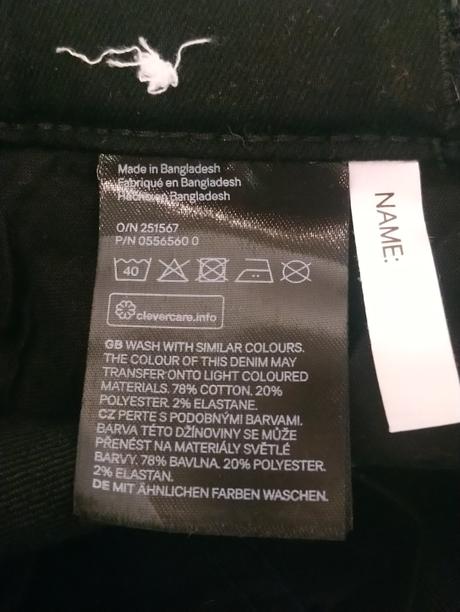 Made in Bangladesh
Fabriqué en Bangladesh
Hecho en Bangladesh
O/N 251567
P/N 0556560 0
40
clevercare.info
GB WASH WITH SIMILAR COLOURS.
THE COLOUR OF THIS DENIM MAY
TRANSFER ONTO LIGHT COLOURED
MATERIALS. 78% COTTON. 20%
POLYESTER. 2% ELASTANE.
CZ PERTE S PODOBNÝMI BARVAMI.
BARVA TÉTO DŽÍNOVINY SE MŮŽE
PŘENÉST NA MATERIÁLY SVĚTLÉ
BARVY. 78% BAVLNA. 20% POLYESTER.
2% ELASTAN.
DE MIT ÄHNLICHEN FARBEN WASCHEN.
NAME: